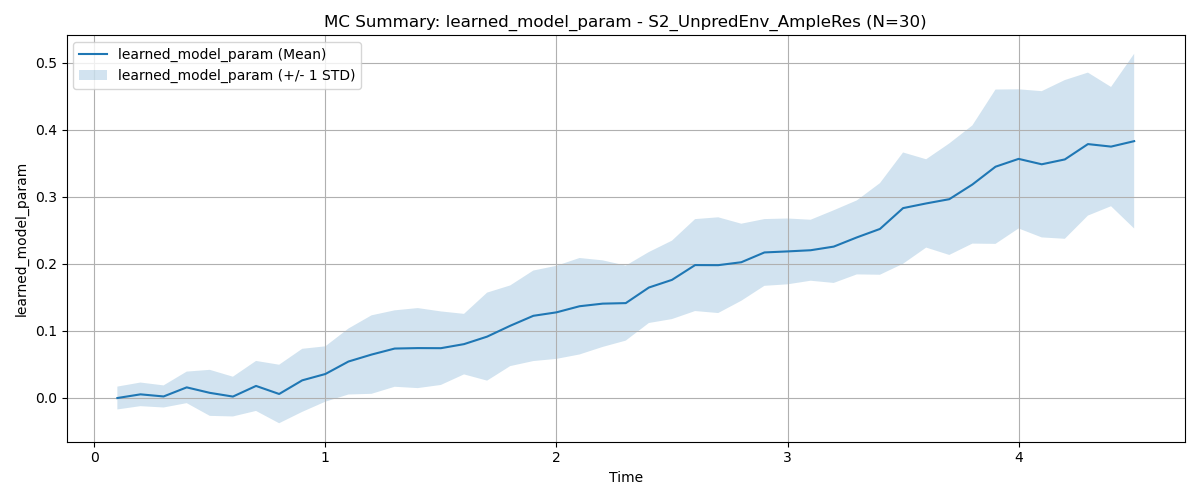 MC Summary: learned_model_param - S2_UnpredEnv_AmpleRes (N=30)
learned_model_param (Mean)
learned_model_param (+/- 1 STD)
learned_model_param
0.5
0.4
0.3
0.2
0.1
0.0
0 1 2 3 4
Time